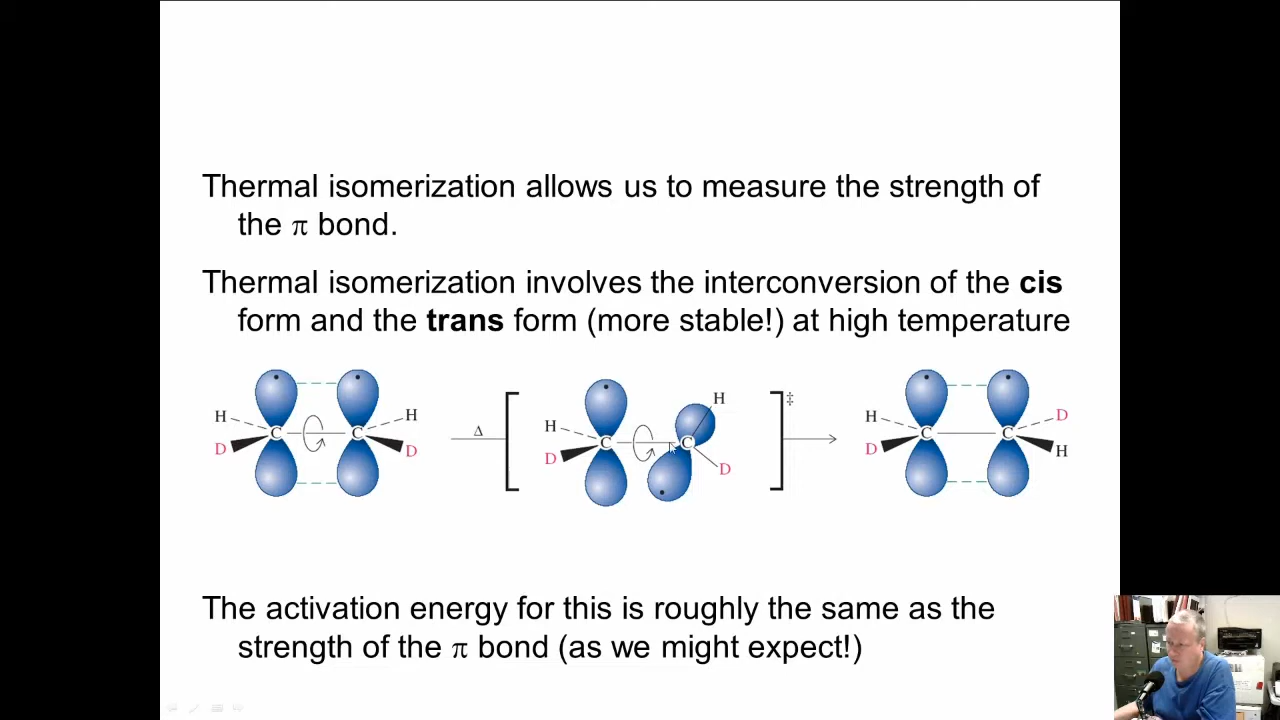 Thermal isomerization allows us to measure the strength of
the π bond.
Thermal isomerization involves the interconversion of the cis
form and the trans form (more stable!) at high temperature
H D C C H D
Δ
H D C C H D
‡
H D C C D H
The activation energy for this is roughly the same as the
strength of the π bond (as we might expect!)